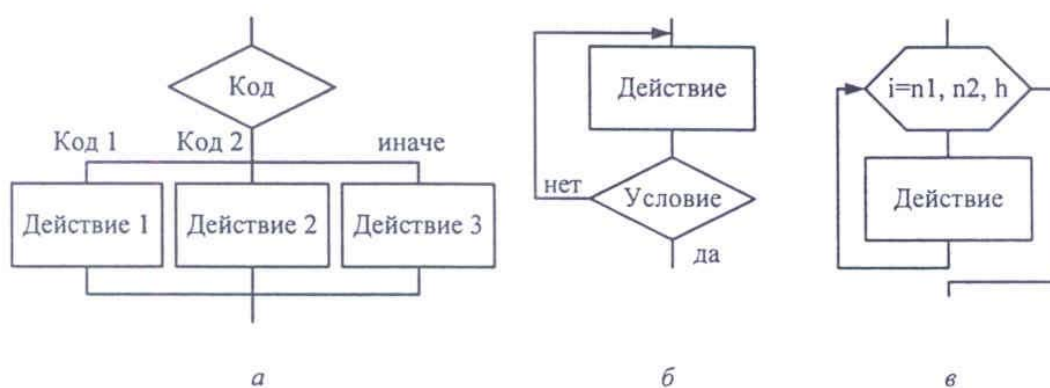 Код
Код 1
Код 2
иначе
Действие 1
Действие 2
Действие 3
а
Действие
Условие
нет
да
б
i=n1, n2, h
Действие
в